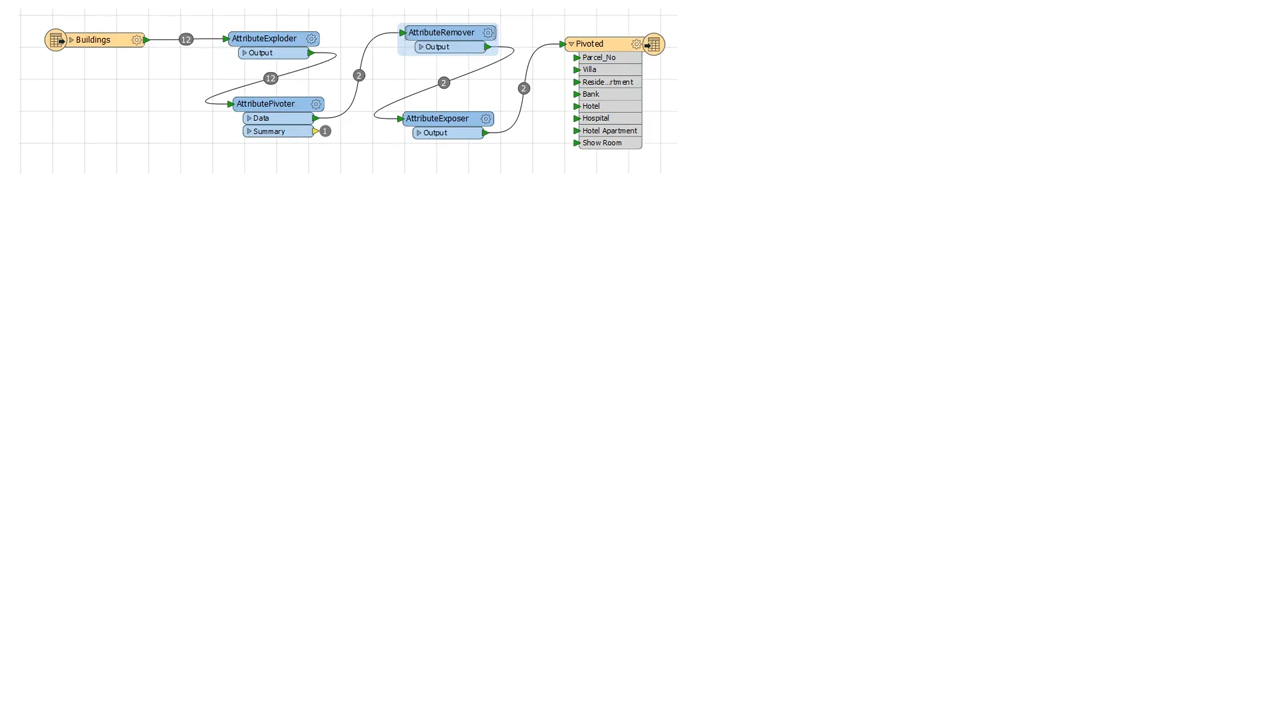 Buildings
12
AttributeExploder
Output
12
AttributePivoter
Data
Summary
1
2
AttributeRemover
Output
2
AttributeExposer
Output
2
Pivoted
Parcel_No
Villa
Reside...rtment
Bank
Hotel
Hospital
Hotel Apartment
Show Room